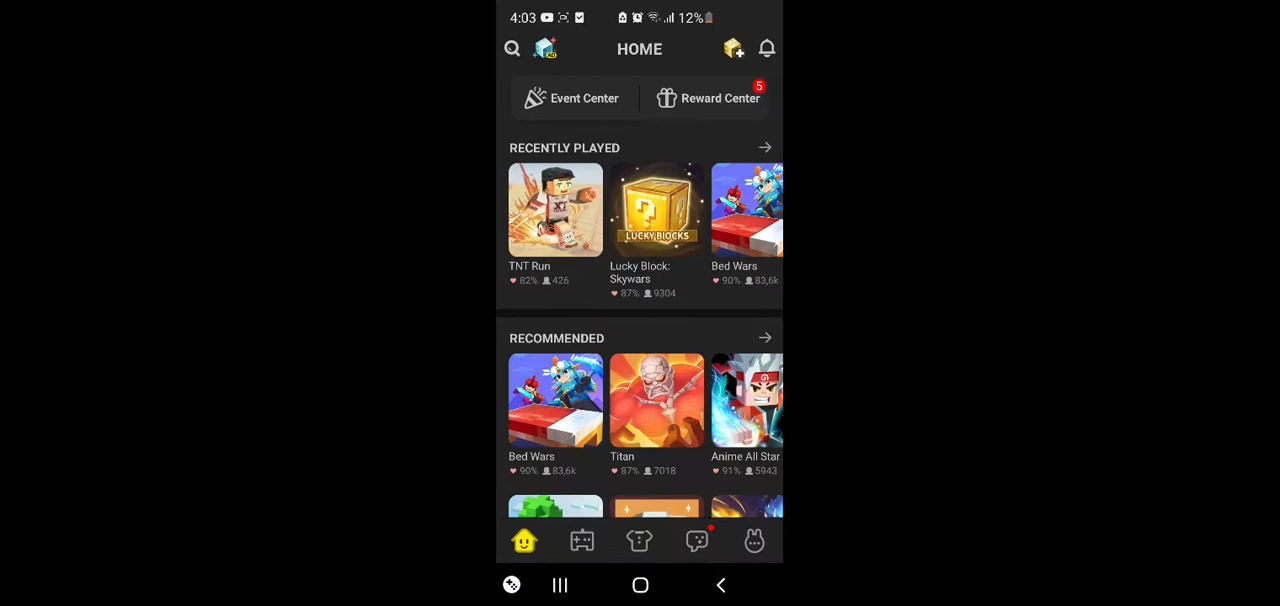 4:03 12%
AD
HOME
Event Center
Reward Center
5
RECENTLY PLAYED
XT
LUCKY BLOCKS
TNT Run
82% 426
Lucky Block:
Skywars
87% 9304
Bed Wars
90% 83,6k
RECOMMENDED
Bed Wars
90% 83,6k
Titan
87% 7018
Anime All Star
91% 5943